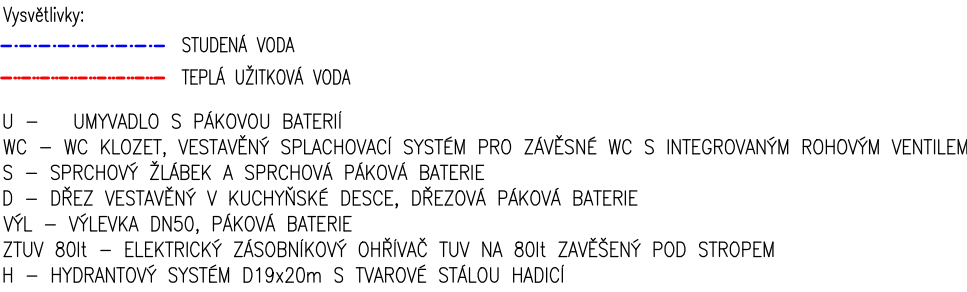 Vysvětlivky:
STUDENÁ VODA
TEPLÁ UŽITKOVÁ VODA
U – UMYVADLO S PÁKOVOU BATERIÍ
WC – WC KLOZET, VESTAVĚNÝ SPLACHOVACÍ SYSTÉM PRO ZÁVĚSNÉ WC S INTEGROVANÝM ROHOVÝM VENTILEM
S – SPRCHOVÝ ŽLÁBEK A SPRCHOVÁ PÁKOVÁ BATERIE
D – DŘEZ VESTAVĚNÝ V KUCHYŇSKÉ DESCE, DŘEZOVÁ PÁKOVÁ BATERIE
VÝL – VÝLEVKA DN50, PÁKOVÁ BATERIE
ZTUV 80lt – ELEKTRICKÝ ZÁSOBNÍKOVÝ OHŘÍVAČ TUV NA 80lt ZAVĚŠENÝ POD STROPEM
H – HYDRANTOVÝ SYSTÉM D19x20m S TVAROVÉ STÁLOU HADICÍ